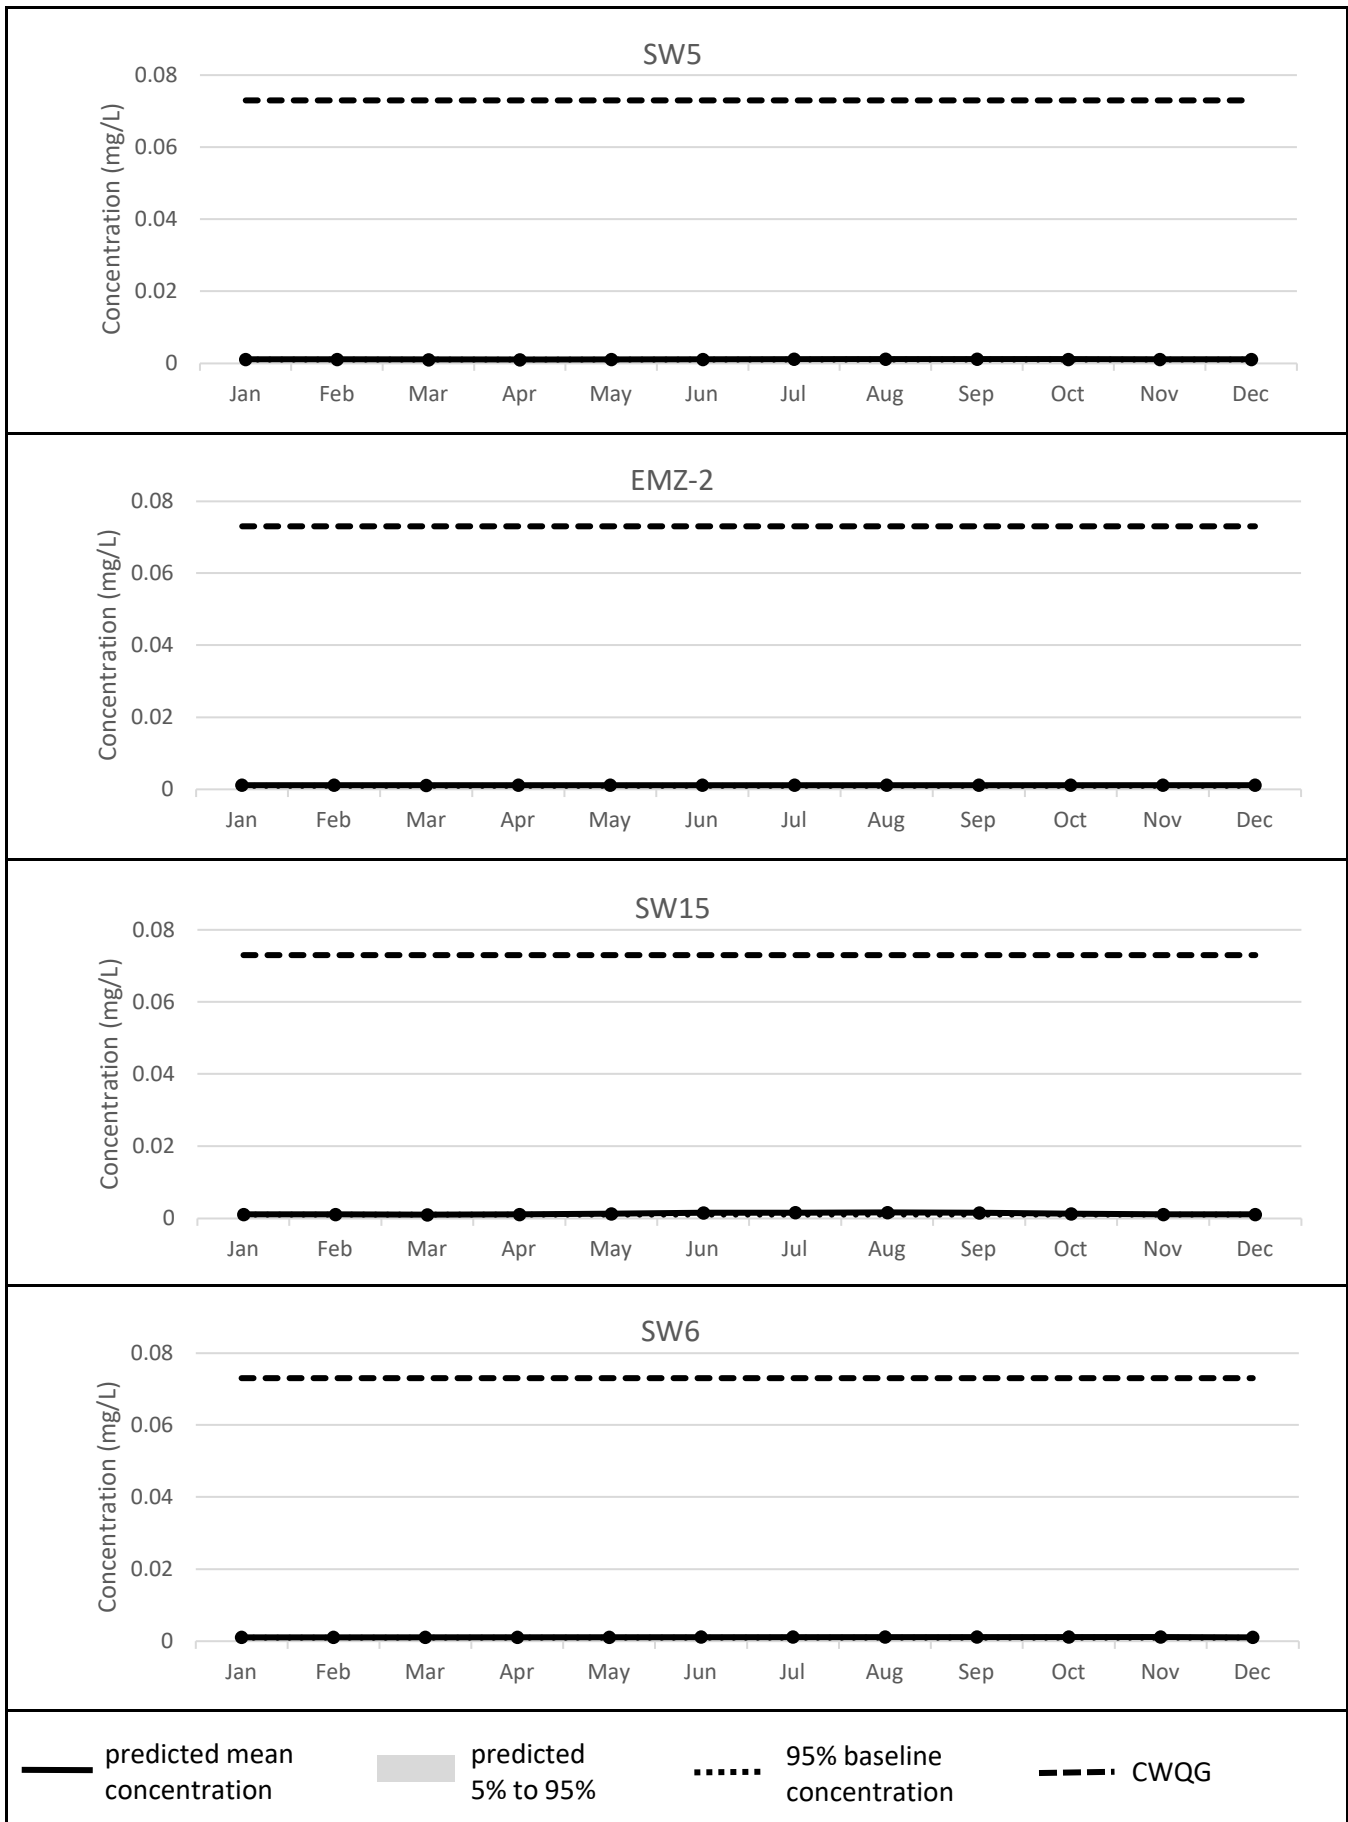 SW5
Concentration (mg/L)
0.08
0.06
0.04
0.02
0
Jan Feb Mar Apr May Jun Jul Aug Sep Oct Nov Dec
EMZ-2
Concentration (mg/L)
0.08
0.06
0.04
0.02
0
Jan Feb Mar Apr May Jun Jul Aug Sep Oct Nov Dec
SW15
Concentration (mg/L)
0.08
0.06
0.04
0.02
0
Jan Feb Mar Apr May Jun Jul Aug Sep Oct Nov Dec
SW6
Concentration (mg/L)
0.08
0.06
0.04
0.02
0
Jan Feb Mar Apr May Jun Jul Aug Sep Oct Nov Dec
predicted mean
concentration
predicted
5% to 95%
95% baseline
concentration
CWQG